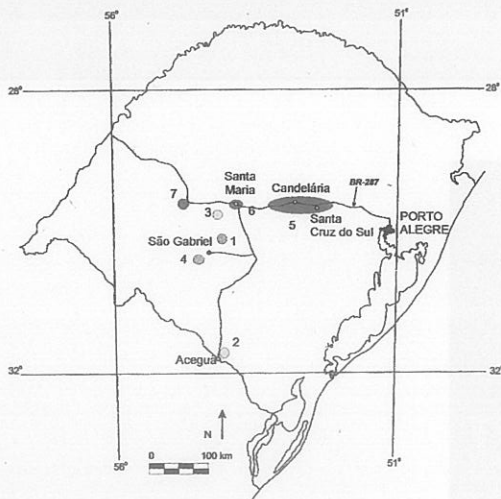 56°
51°
28°
28°
Santa
Maria
Candelária
BR-287
7
3
6
5
Santa
Cruz do Sul
PORTO
ALEGRE
1
São Gabriel
4
2
Aceguá
32°
32°
N
0 100 km
56°
51°